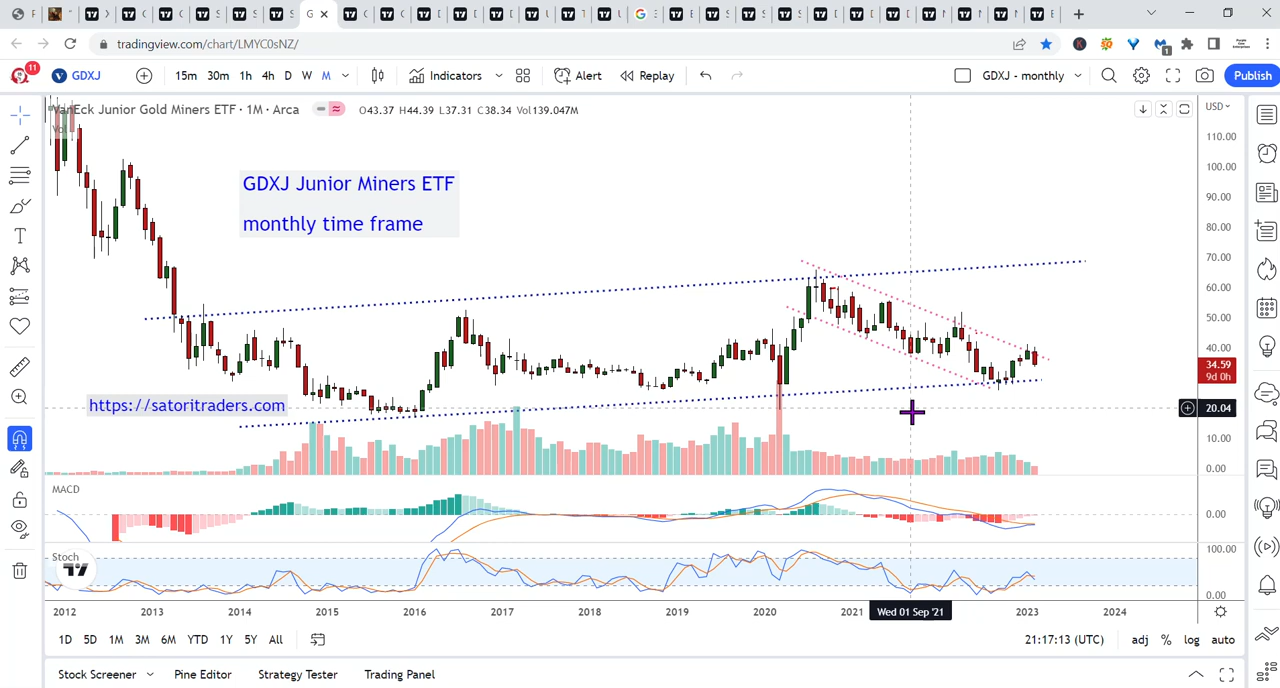 tradingview.com/chart/LMYC0sNZ/
1
11
GDXJ
15m 30m 1h 4h D W M
Indicators
Alert
Replay
GDXJ - monthly
Publish
VanEck Junior Gold Miners ETF · 1M · Arca
O43.37 H44.39 L37.31 C38.34 Vol139.047M
Vol
USD
GDXJ Junior Miners ETF
monthly time frame
https://satoritraders.com
110.00
100.00
90.00
80.00
70.00
60.00
50.00
40.00
34.59
9d 0h
20.04
10.00
0.00
MACD
0.00
Stoch
100.00
0.00
2012 2013 2014 2015 2016 2017 2018 2019 2020 2021 Wed 01 Sep '21 2023 2024
1D 5D 1M 3M 6M YTD 1Y 5Y All
21:17:13 (UTC) adj % log auto
Stock Screener Pine Editor Strategy Tester Trading Panel